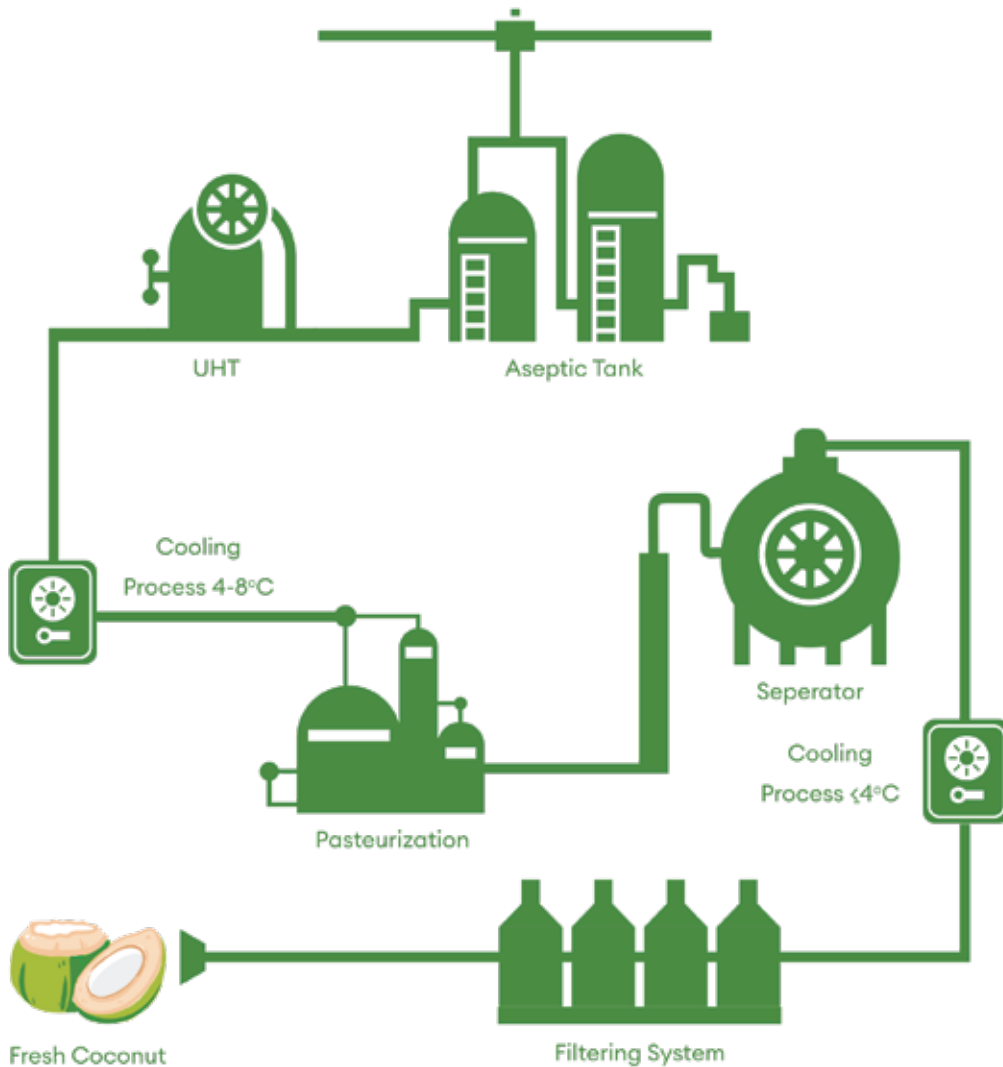 UHT
Aseptic Tank
Cooling
Process 4-8°C
Seperator
Cooling
Process ≤4°C
Pasteurization
Fresh Coconut
Filtering System